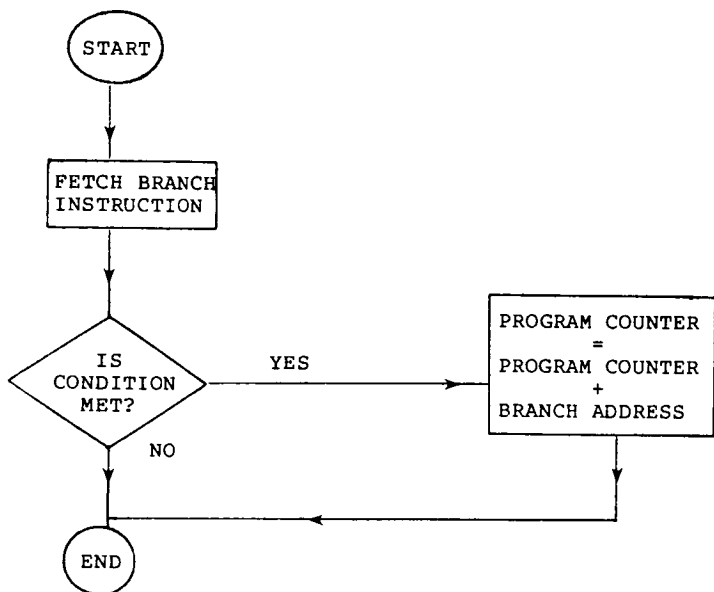 START
FETCH BRANCH
INSTRUCTION
IS
CONDITION
MET?
YES
NO
PROGRAM COUNTER
=
PROGRAM COUNTER
+
BRANCH ADDRESS
END